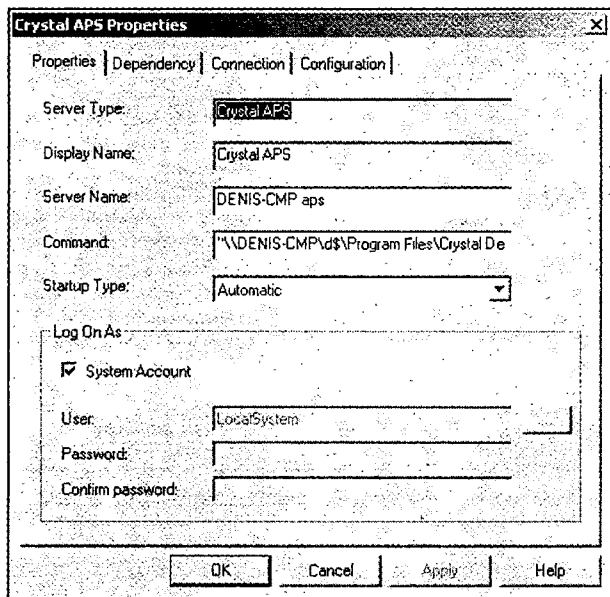 Crystal APS Properties
Properties Dependency Connection Configuration
Server Type: Crystal APS
Display Name: Crystal APS
Server Name: DENIS-CMP aps
Command: "\\DENIS-CMP\d$\Program Files\Crystal De
Startup Type: Automatic
Log On As
System Account
User: LocalSystem
Password:
Confirm password:
OK Cancel Apply Help